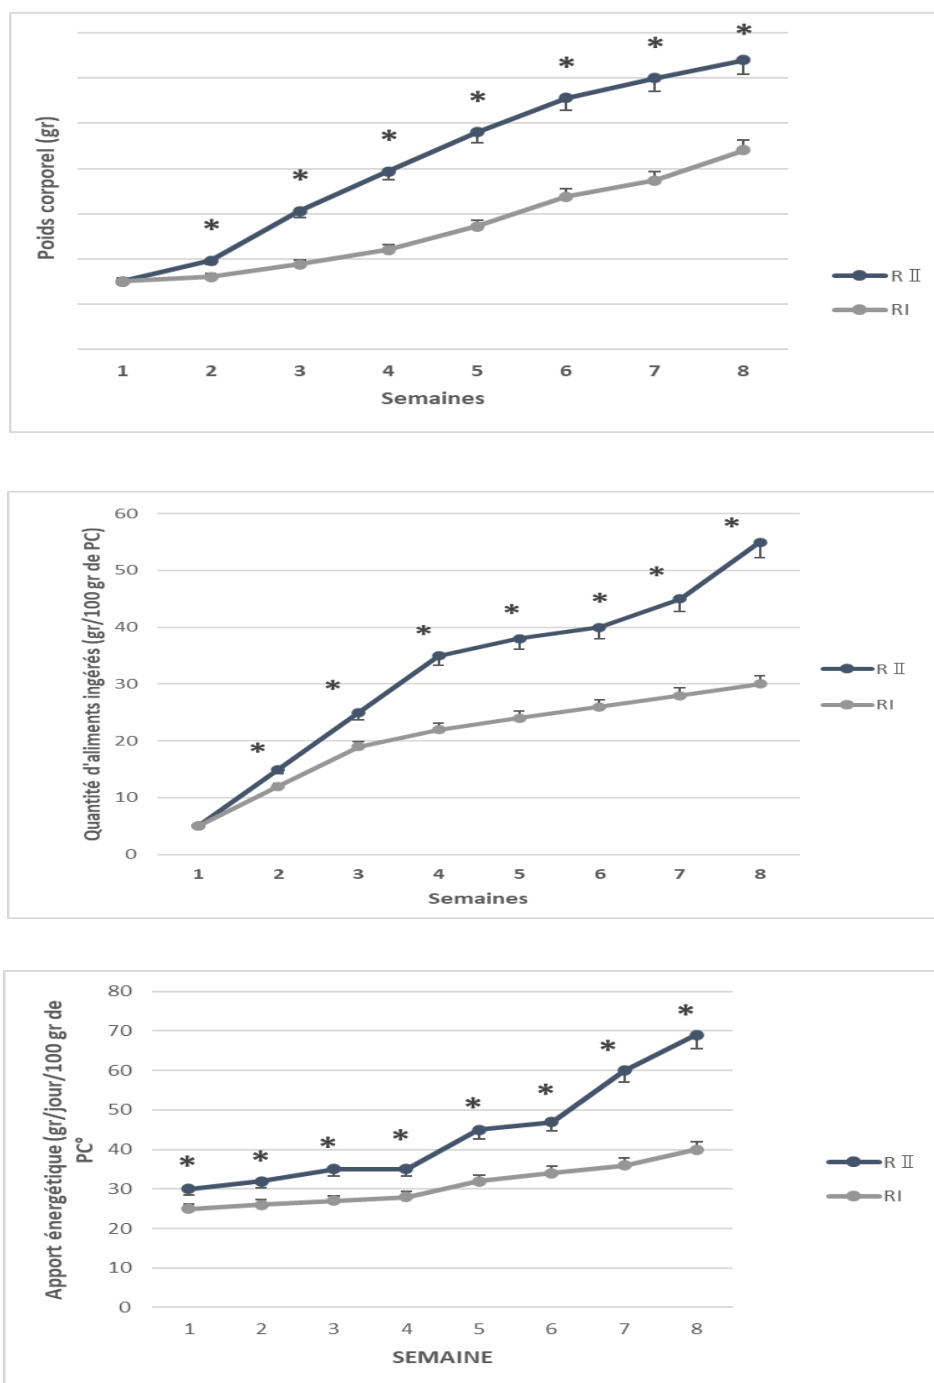 *
*
*
*
*
*
*
Poids corporel (gr)
R II
RI
1 2 3 4 5 6 7 8
Semaines
Quantité d'aliments ingérés (gr/100 gr de PC)
60
50
40
30
20
10
0
*
*
*
*
*
*
*
R II
RI
1 2 3 4 5 6 7 8
Semaines
Apport énergétique (gr/jour/100 gr de
PC°
80
70
60
50
40
30
20
10
0
*
*
*
*
*
*
*
*
R II
RI
1 2 3 4 5 6 7 8
SEMAINE